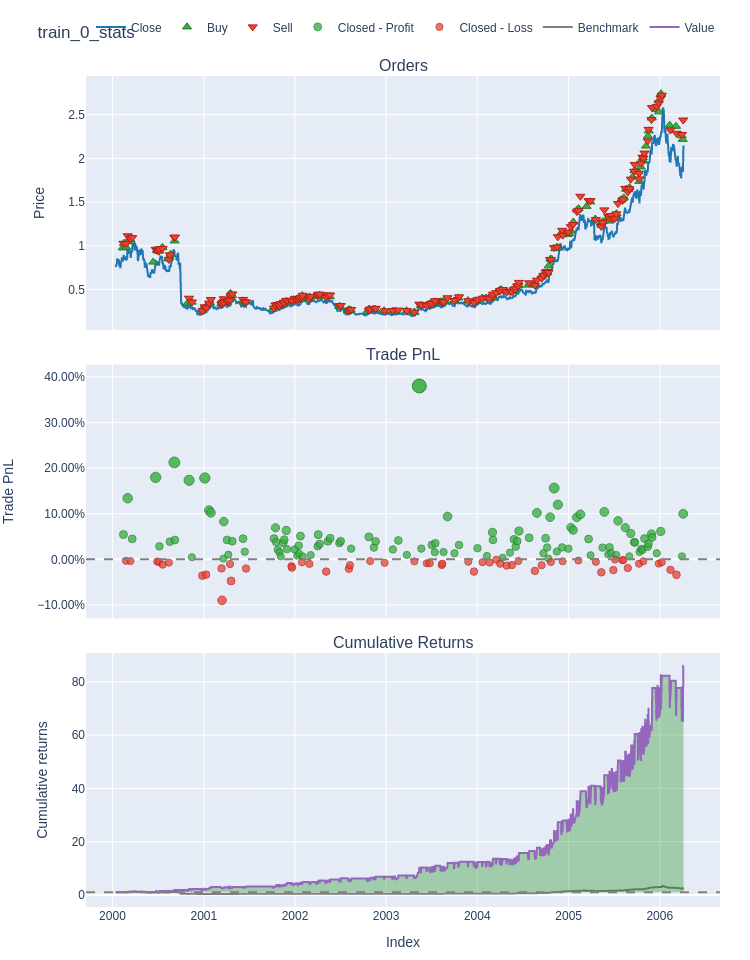 train_0_stats
Close Buy Sell Closed - Profit Closed - Loss Benchmark Value
Orders
2.5
2
1.5
1
0.5
Price
Trade PnL
40.00%
30.00%
20.00%
10.00%
0.00%
−10.00%
Trade PnL
Cumulative Returns
80
60
40
20
0
Cumulative returns
2000 2001 2002 2003 2004 2005 2006
Index